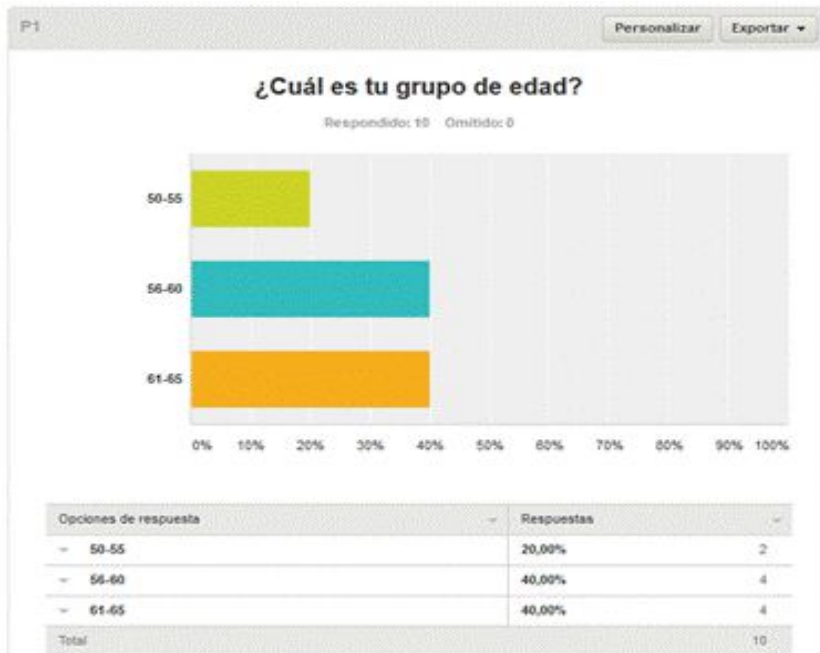 P1 Personalizar Exportar
¿Cuál es tu grupo de edad?
Respondido: 10 Omitido: 0
50-55
56-60
61-65
0% 10% 20% 30% 40% 50% 60% 70% 80% 90% 100%
Opciones de respuesta Respuestas
50-55 20,00% 2
56-60 40,00% 4
61-65 40,00% 4
Total 10